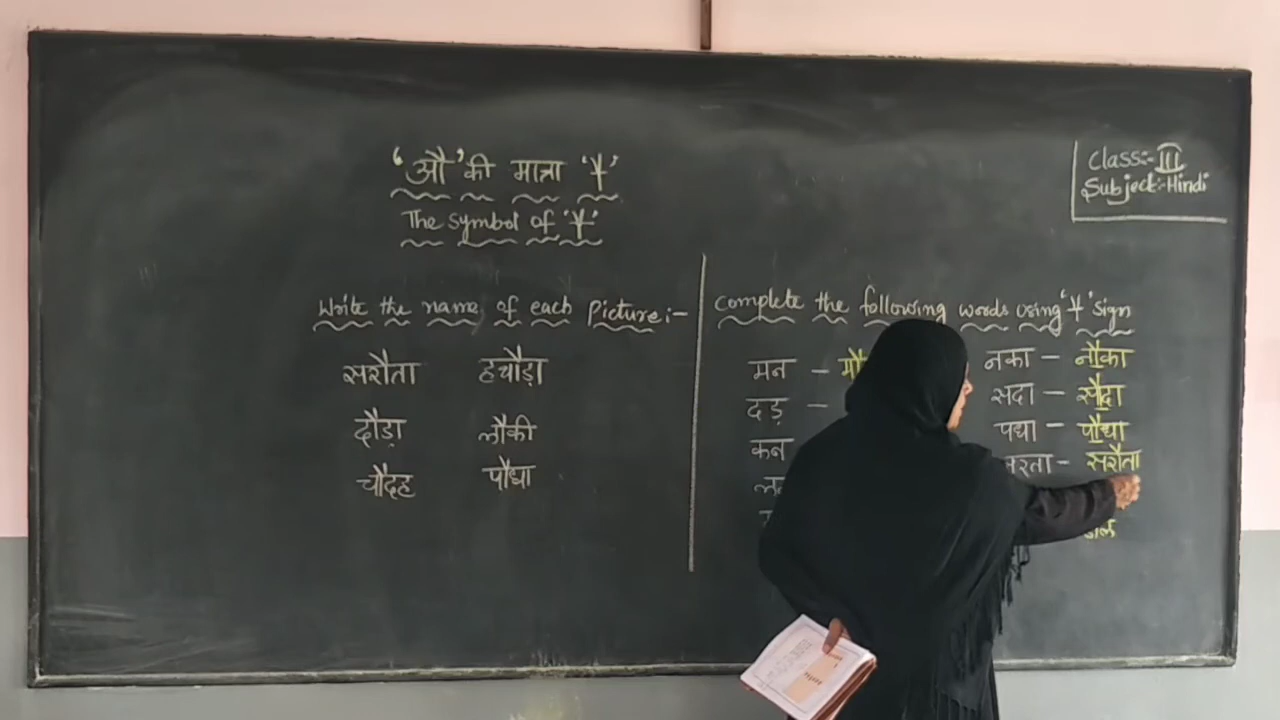 'औ' की मात्रा 'ौ'
The symbol of 'ौ'
Class:- III
Subject:- Hindi
Write the name of each Picture:-
सरौता हथौड़ा
दौड़ा लौकी
चौदह पौधा
Complete the following words using 'ौ' Sign
मन – मौ
दड़ –
कन
नका – नौका
सदा – सौदा
पधा – पौधा
सरता – सरौता